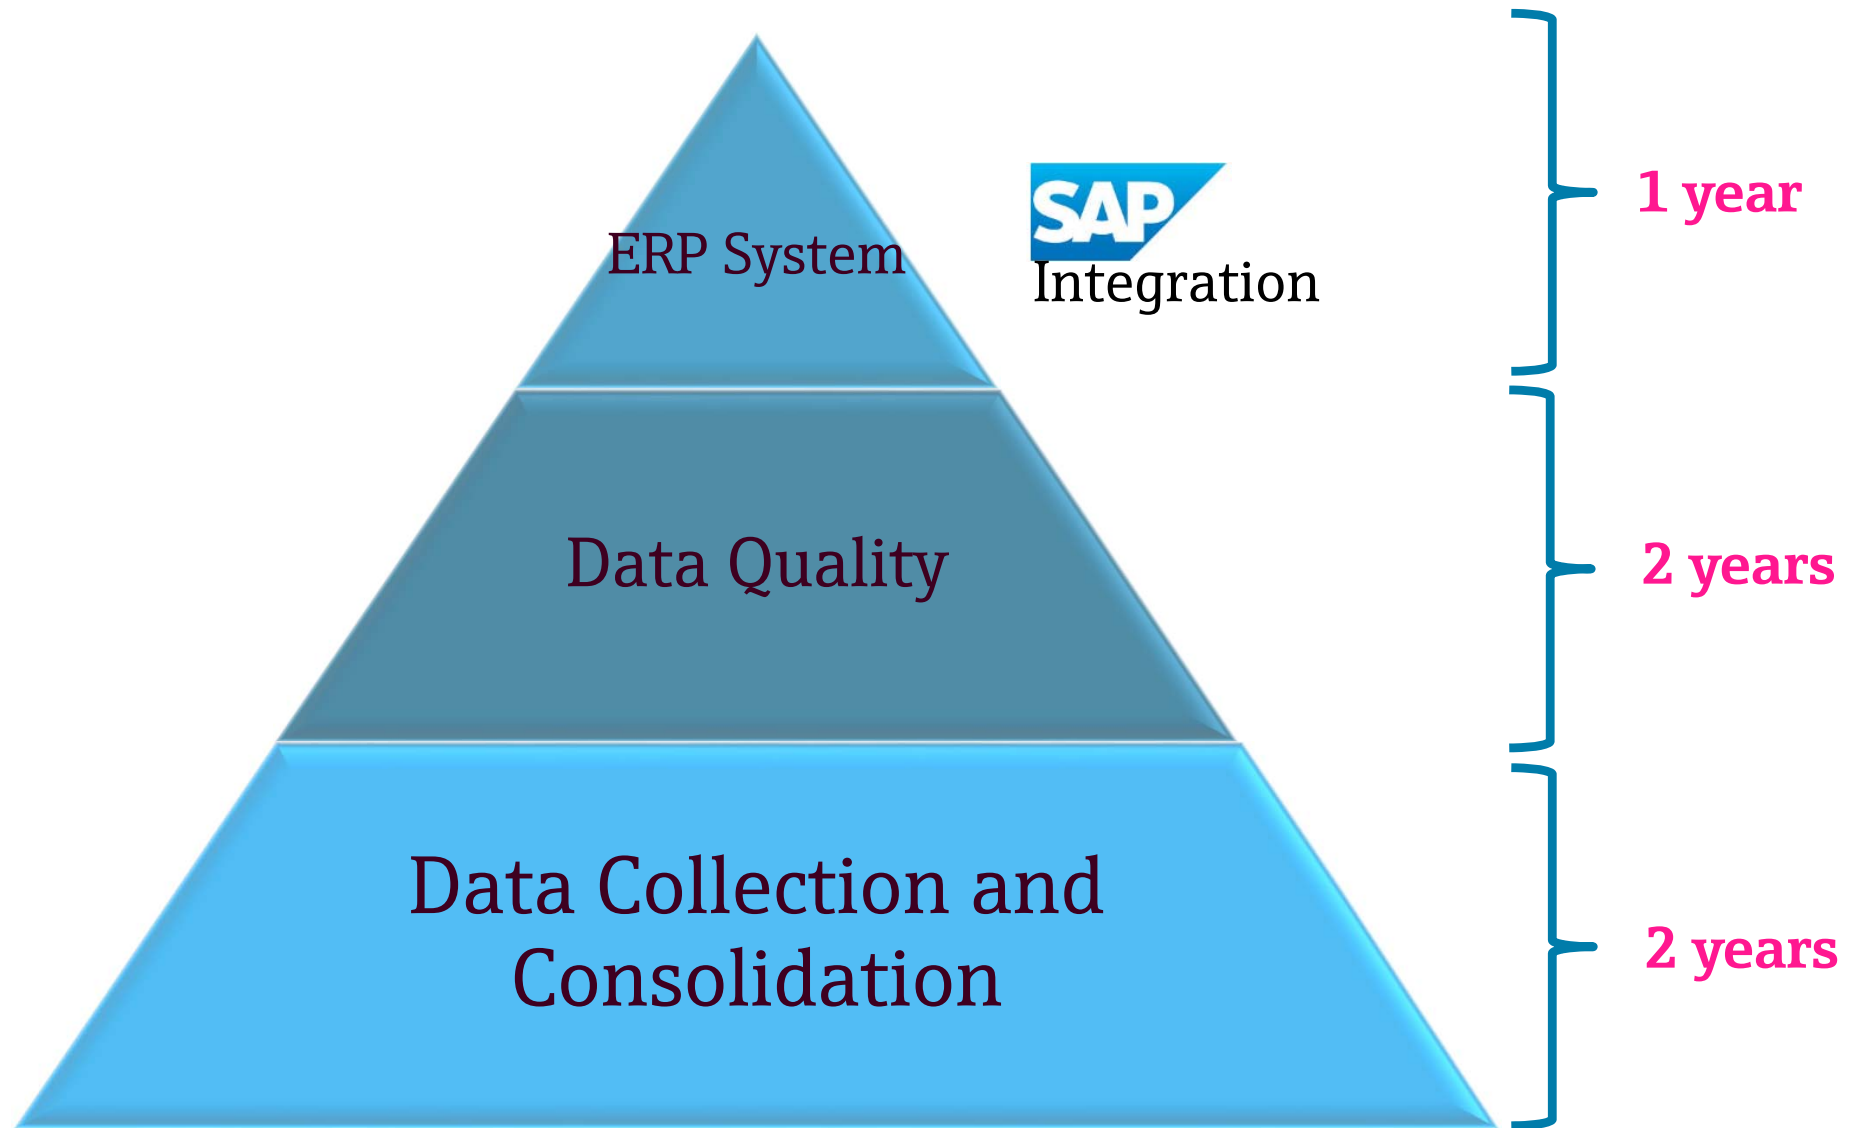 SAP
1 year
ERP System
Integration
Data Quality
2 years
Data Collection and
Consolidation
2 years